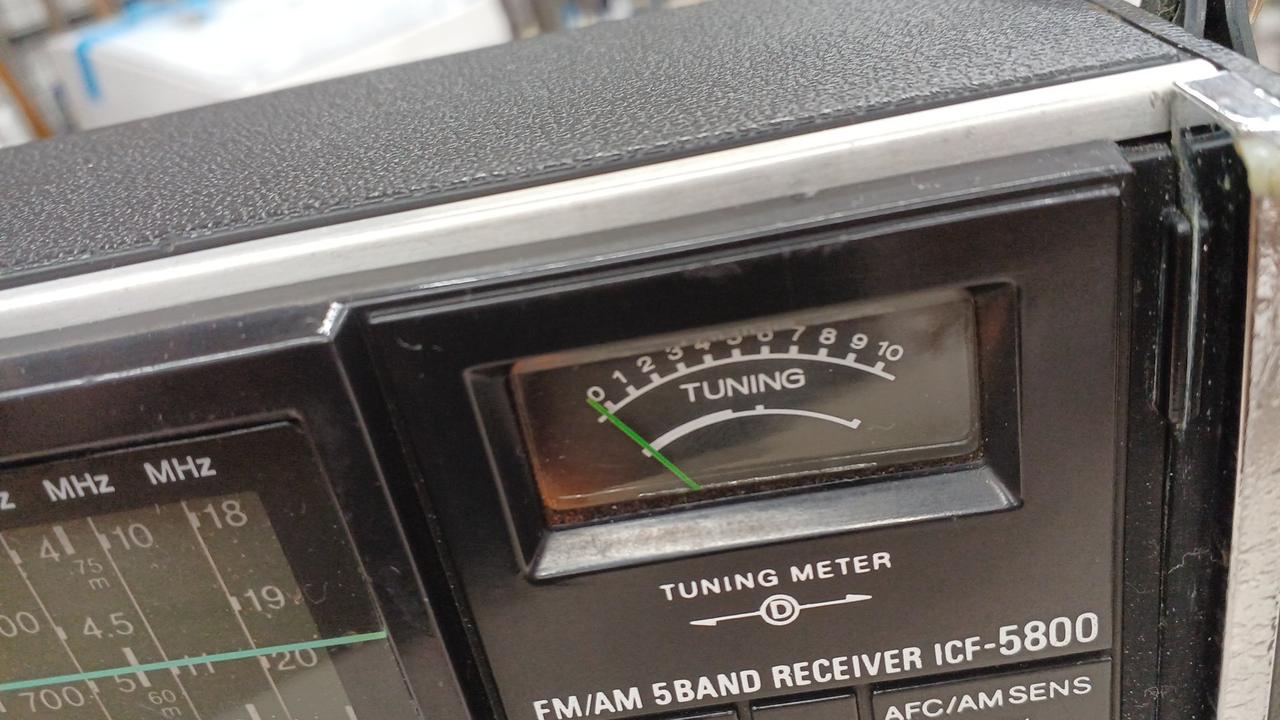 0 1 2 3 4 5 6 7 8 9 10
TUNING
MHz MHz
4 10 18
75
m
19
4.5
20
5 11
700
60
m
TUNING METER
D
FM/AM 5BAND RECEIVER ICF-5800
AFC/AM SENS